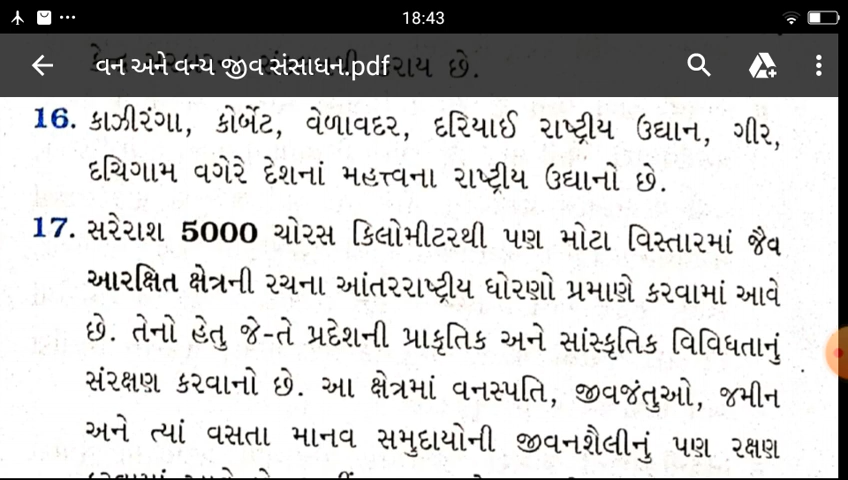 18:43
વન અને વન્ય જીવ સંસાધન.pdf
છે.
16. કાઝીરંગા, કોર્બેટ, વેળાવદર, દરિયાઈ રાષ્ટ્રીય ઉદ્યાન, ગીર,
દચિગામ વગેરે દેશનાં મહત્ત્વના રાષ્ટ્રીય ઉદ્યાનો છે.
17. સરેરાશ 5000 ચોરસ કિલોમીટરથી પણ મોટા વિસ્તારમાં જૈવ
આરક્ષિત ક્ષેત્રની રચના આંતરરાષ્ટ્રીય ધોરણો પ્રમાણે કરવામાં આવે
છે. તેનો હેતુ જે-તે પ્રદેશની પ્રાકૃતિક અને સાંસ્કૃતિક વિવિધતાનું
સંરક્ષણ કરવાનો છે. આ ક્ષેત્રમાં વનસ્પતિ, જીવજંતુઓ, જમીન
અને ત્યાં વસતા માનવ સમુદાયોની જીવનશૈલીનું પણ રક્ષણ